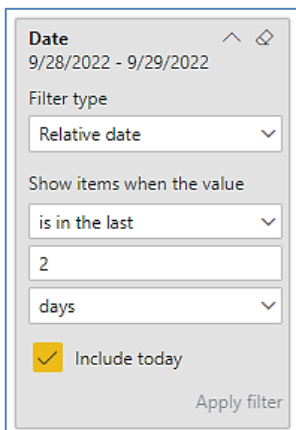 Date
9/28/2022 - 9/29/2022
Filter type
Relative date
Show items when the value
is in the last
2
days
Include today
Apply filter